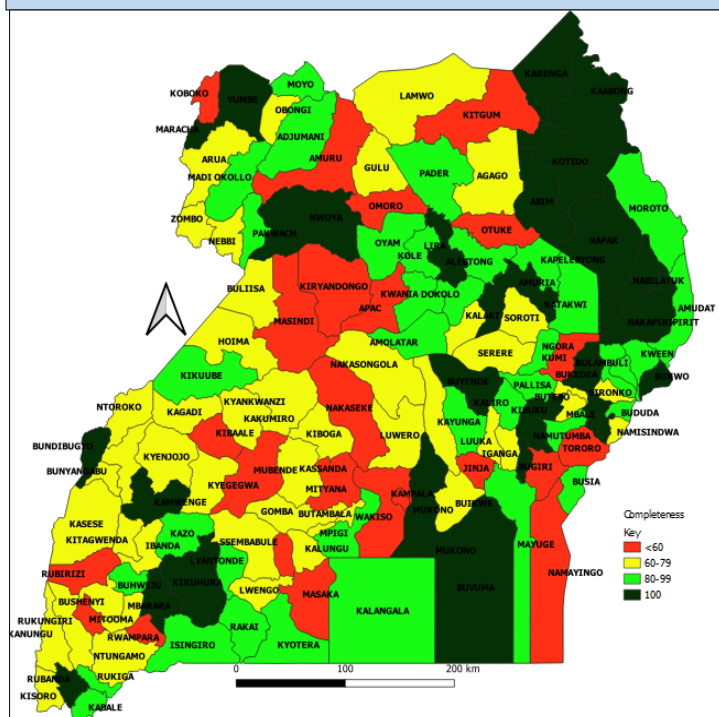 KARENGA
KAABONG
MOYO
KOBOKO
YUMBE
LAMWO
OBONGI
KITGUM
MARACHA
ADJUMANI
KOTIDO
ARUA
AMURU
GULU
PADER
AGAGO
MADI OKOLLO
ABIM
OMORO
MOROTO
ZOMBO
NWOYA
OTUKE
NAPAK
NEBBI
PAKWACH
OYAM
LIRA
KOLE
ALEBTONG
KAPELEBYONG
NABILATUK
BULIISA
KIRYANDONGO
AMURIA
KWANIA
DOKOLO
KATAKWI
AMUDAT
APAC
KALAKI
SOROTI
MASINDI
NAKAPIRIPIRIT
HOIMA
AMOLATAR
NGORA
SERERE
KUMI
KWEEN
NAKASONGOLA
BULAMBULI
KIKUUBE
BUKEDEA
BUKWO
BUYENDE
PALLISA
NTOROKO
KYANKWANZI
BUTEBO
SIRONKO
KAGADI
NAKASEKE
KALIRO
KIBUKU
MBALE
BUDUDA
KAKUMIRO
KAYUNGA
KIBAALE
KIBOGA
LUWERO
NAMUTUMBA
NAMISINDWA
BUNDIBUGYO
LUUKA
KYENJOJO
IGANGA
TORORO
BUNYANGABU
MUBENDE
KASSANDA
JINJA
BUGIRI
KYEGEGWA
MITYANA
KAMPALA
BUSIA
KAMWENGE
MUKONO
BUIKWE
GOMBA
BUTAMBALA
WAKISO
Completeness
KASESE
KAZO
MPIGI
MAYUGE
Key
KITAGWENDA
IBANDA
SSEMBABULE
KALUNGU
MUKONO
<60
LYANTONDE
60-79
RUBIRIZI
BUHWEJU
KIRUHURA
LWENGO
BUVUMA
NAMAYINGO
80-99
BUSHENYI
MBARARA
MASAKA
100
RUKUNGIRI
MITOOMA
KALANGALA
KANUNGU
RWAMPARA
RAKAI
ISINGIRO
KYOTERA
NTUNGAMO
RUBANDA
RUKIGA
0 100 200 km
KISORO
KABALE